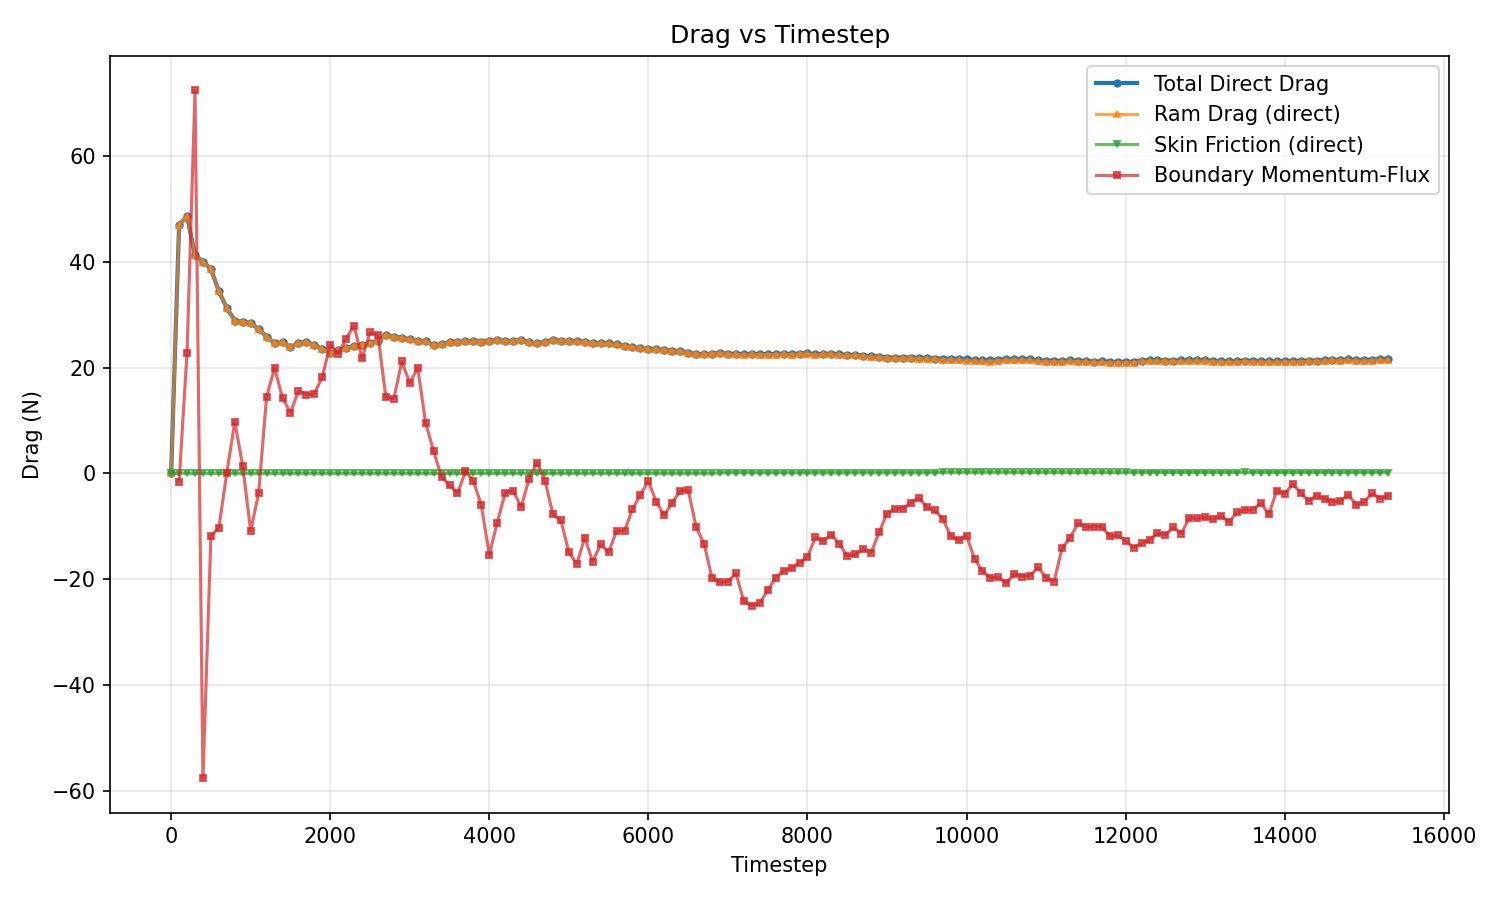 Drag vs Timestep
Total Direct Drag
Ram Drag (direct)
Skin Friction (direct)
Boundary Momentum-Flux
Drag (N)
60
40
20
0
−20
−40
−60
0 2000 4000 6000 8000 10000 12000 14000 16000
Timestep